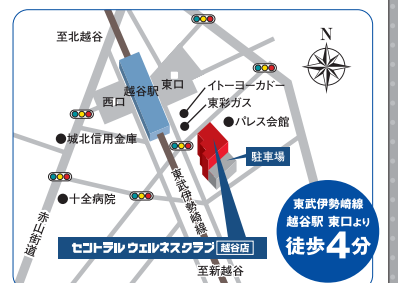 至北越谷
N
東口
越谷駅
西口
イトーヨーカドー
東彩ガス
パレス会館
城北信用金庫
駐車場
十全病院
東武伊勢崎線
赤山街道
セントラル ウェルネスクラブ 越谷店
至新越谷
東武伊勢崎線
越谷駅 東口より
徒歩4分